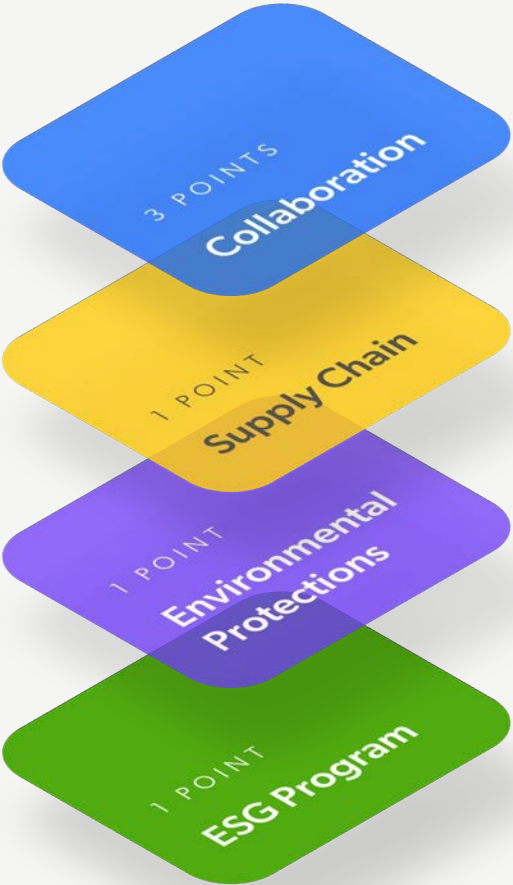 3 POINTS
Collaboration
1 POINT
Supply Chain
1 POINT
Environmental
Protections
1 POINT
ESG Program